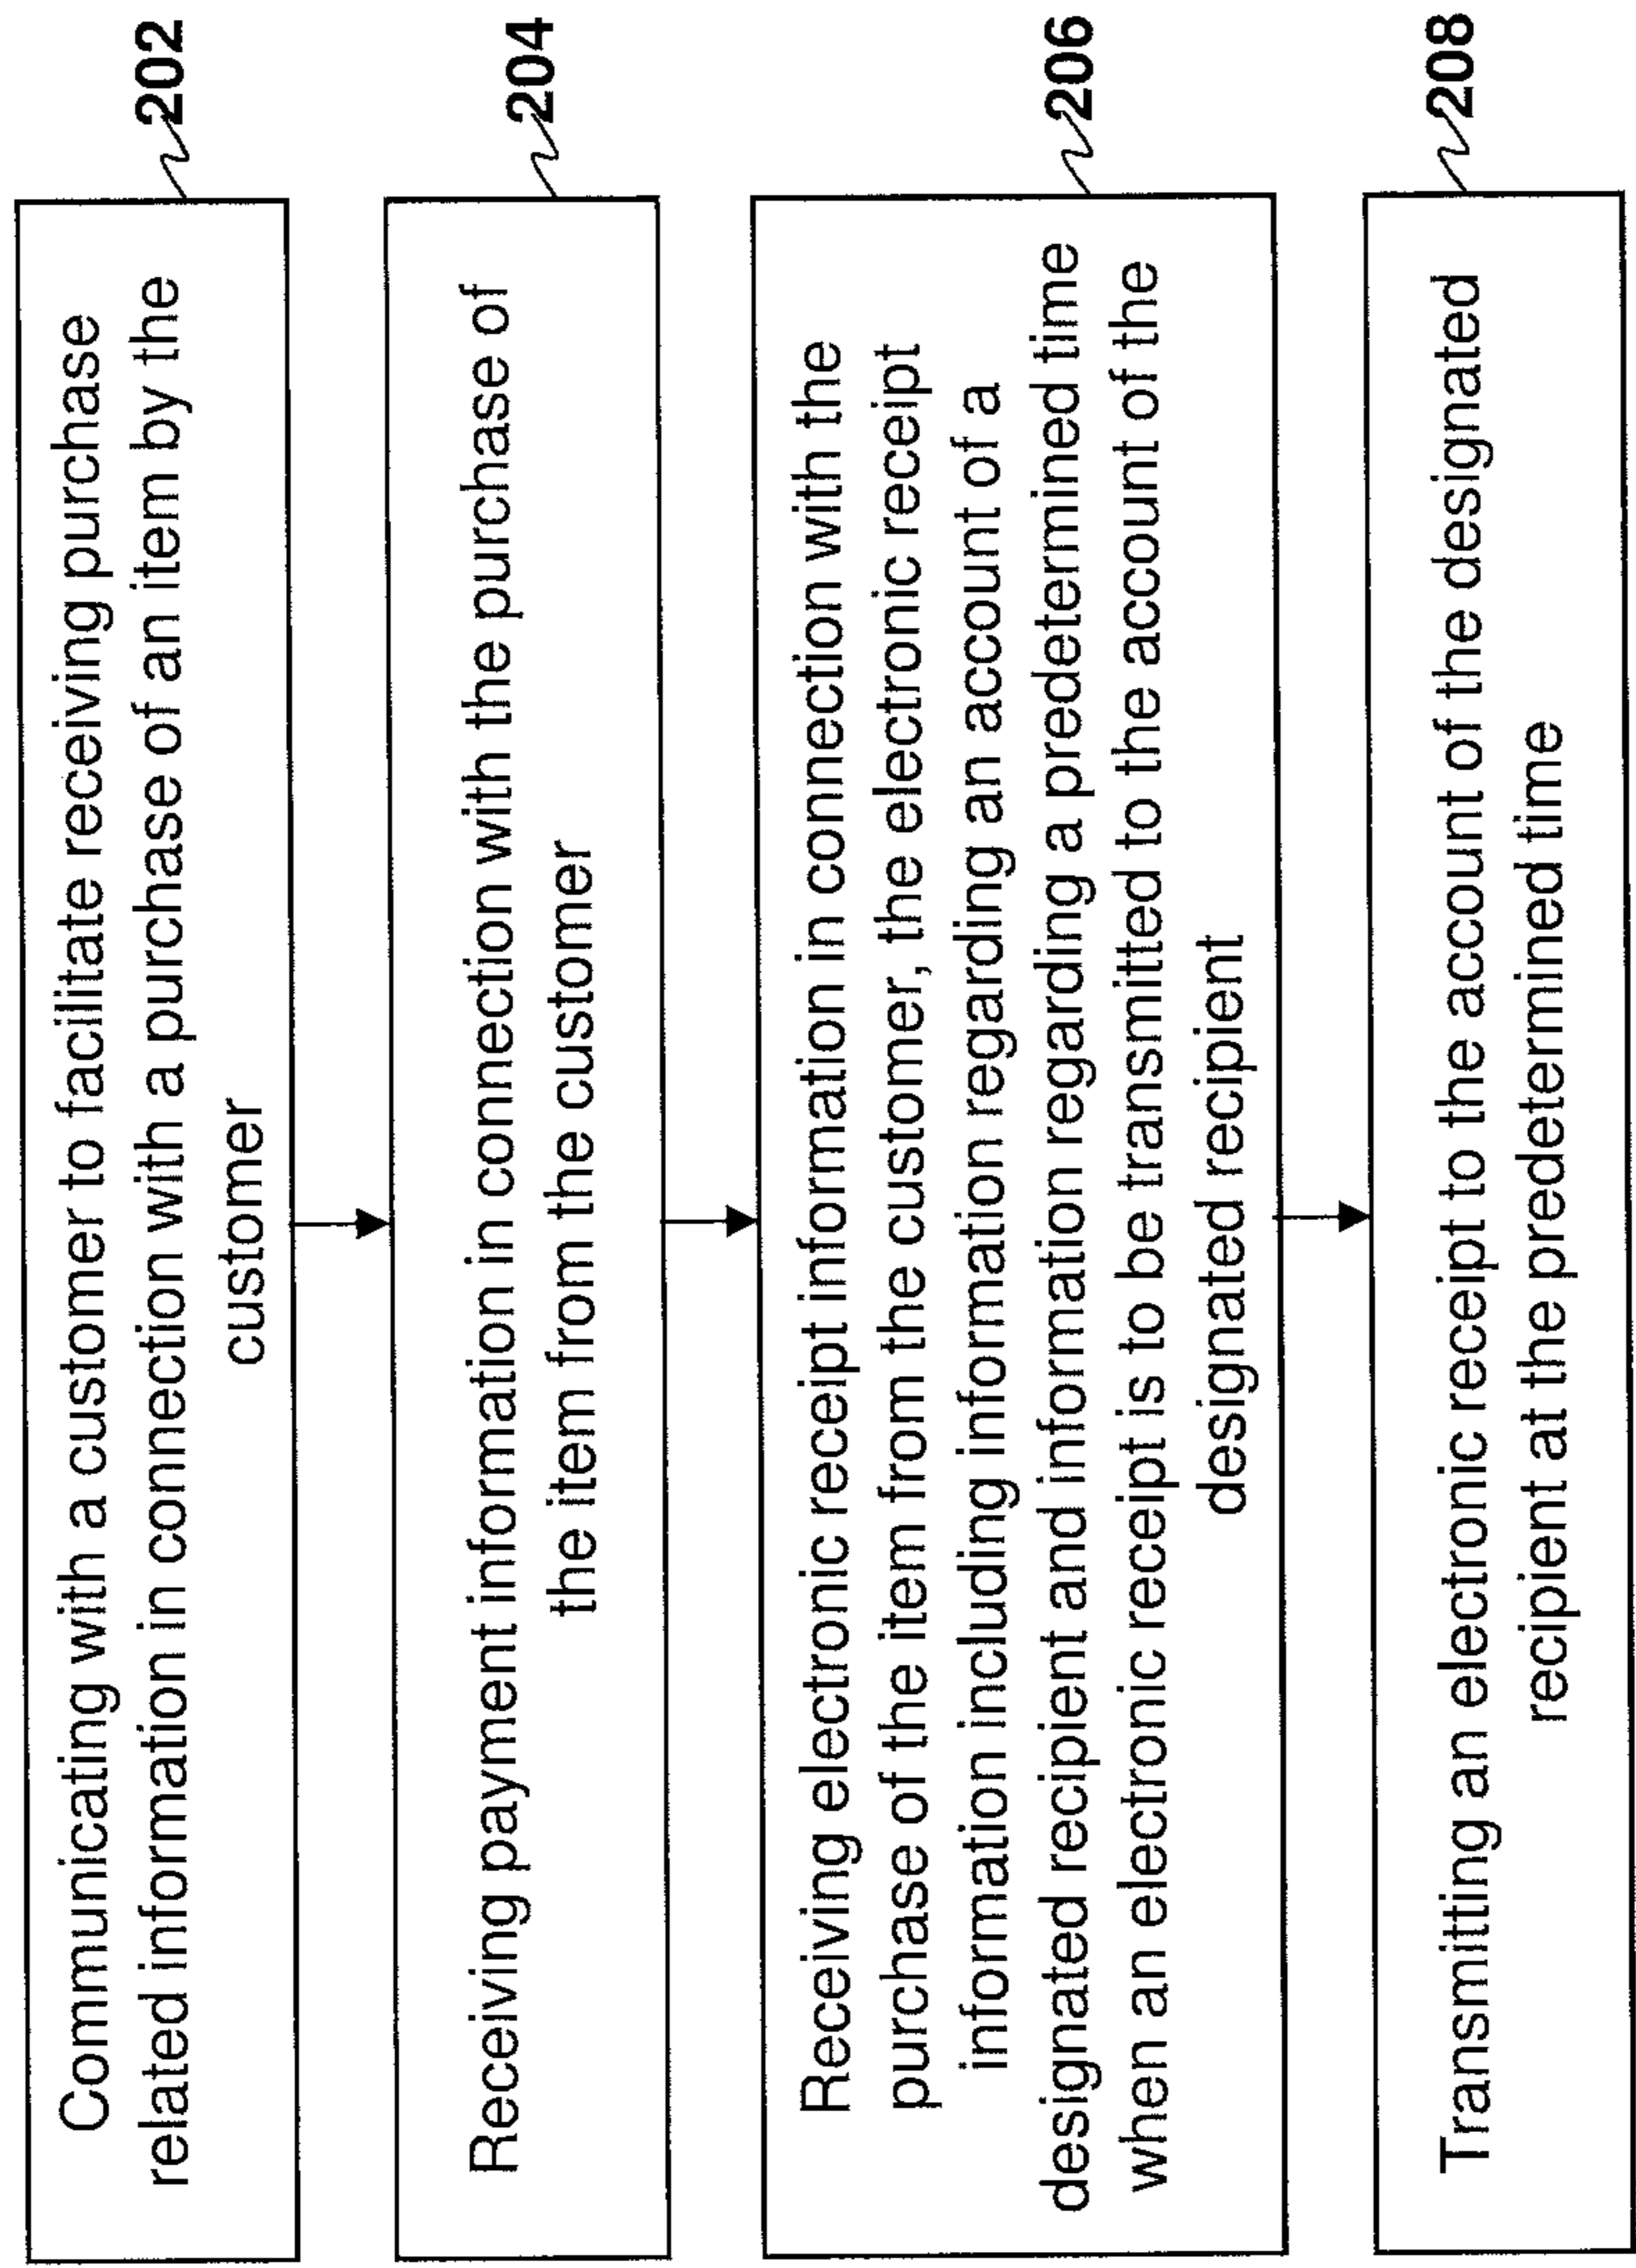 Communicating with a customer to facilitate receiving purchase
related information in connection with a purchase of an item by the
customer
202
Receiving payment information in connection with the purchase of
the item from the customer
204
Receiving electronic receipt information in connection with the
purchase of the item from the customer, the electronic receipt
information including information regarding an account of a
designated recipient and information regarding a predetermined time
when an electronic receipt is to be transmitted to the account of the
designated recipient
206
Transmitting an electronic receipt to the account of the designated
recipient at the predetermined time
208